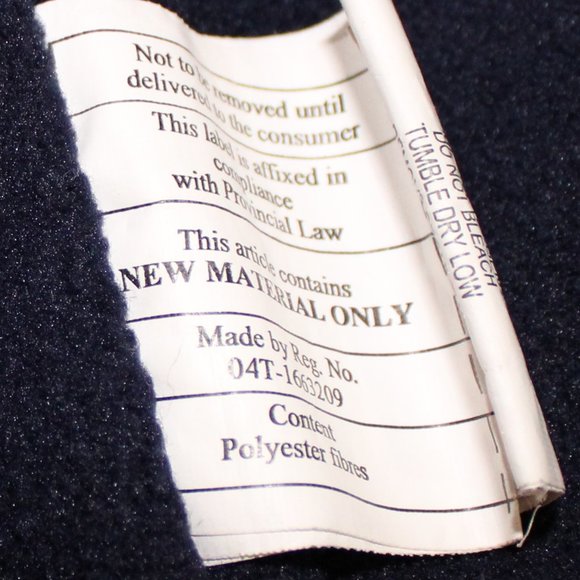 Not to be removed until
delivered to the consumer
This label is affixed in
compliance
with Provincial Law
This article contains
NEW MATERIAL ONLY
Made by Reg. No.
04T-1663209
Content
Polyester fibres
DO NOT BLEACH
TUMBLE DRY LOW